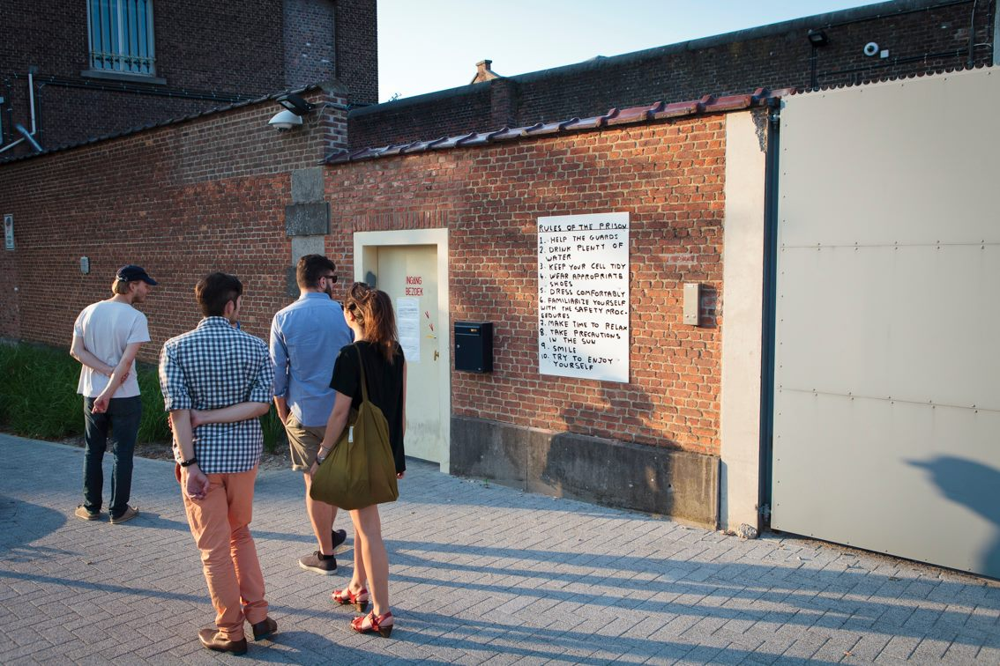 INGANG
BEZOEK
RULES OF THE PRISON
1. HELP THE GUARDS
2. DRINK PLENTY OF
WATER
3. KEEP YOUR CELL TIDY
4. WEAR APPROPRIATE
SHOES
5. DRESS COMFORTABLY
6. FAMILIARIZE YOURSELF
WITH THE SAFETY PROC-
EEDURES
7. MAKE TIME TO RELAX
8. TAKE PRECAUTIONS
IN THE SUN
9. SMILE
10. TRY TO ENJOY
YOURSELF